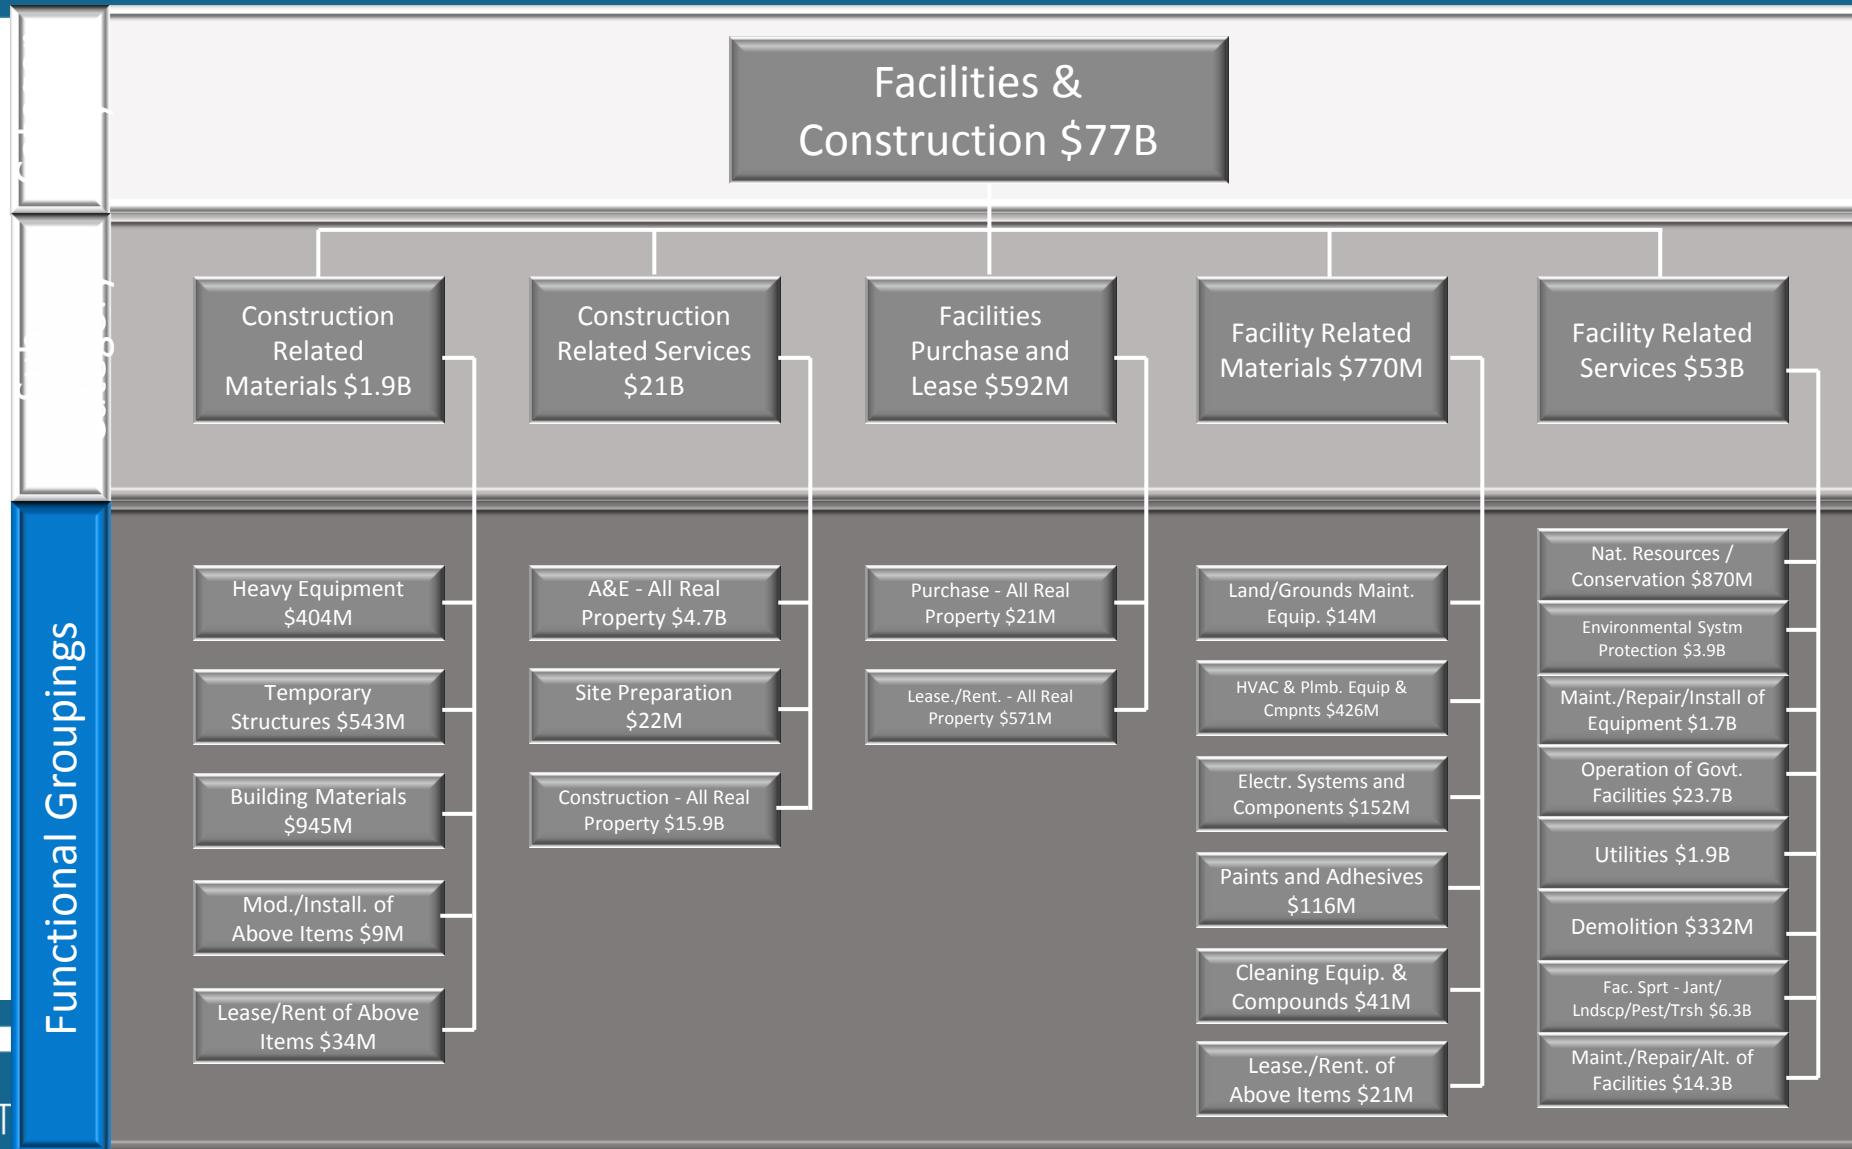 Facilities &
Construction $77B
Construction
Related
Materials $1.9B
Construction
Related Services
$21B
Facilities
Purchase and
Lease $592M
Facility Related
Materials $770M
Facility Related
Services $53B
Functional Groupings
Heavy Equipment
$404M
Temporary
Structures $543M
Building Materials
$945M
Mod./Install. of
Above Items $9M
Lease/Rent of Above
Items $34M
A&E - All Real
Property $4.7B
Site Preparation
$22M
Construction - All Real
Property $15.9B
Purchase - All Real
Property $21M
Lease./Rent. - All Real
Property $571M
Land/Grounds Maint.
Equip. $14M
HVAC & Plmb. Equip &
Cmpnts $426M
Electr. Systems and
Components $152M
Paints and Adhesives
$116M
Cleaning Equip. &
Compounds $41M
Lease./Rent. of
Above Items $21M
Nat. Resources /
Conservation $870M
Environmental Systm
Protection $3.9B
Maint./Repair/Install of
Equipment $1.7B
Operation of Govt.
Facilities $23.7B
Utilities $1.9B
Demolition $332M
Fac. Sprt - Jant/
Lndscp/Pest/Trsh $6.3B
Maint./Repair/Alt. of
Facilities $14.3B